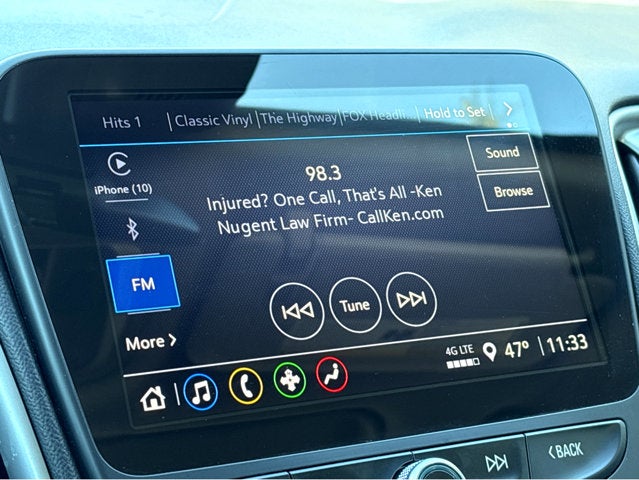 Hits 1 Classic Vinyl The Highway FOX Headli... Hold to Set
iPhone (10)
98.3
Injured? One Call, That's All -Ken
Nugent Law Firm- CallKen.com
Sound
Browse
FM
More
Tune
4G LTE
47° 11:33
BACK